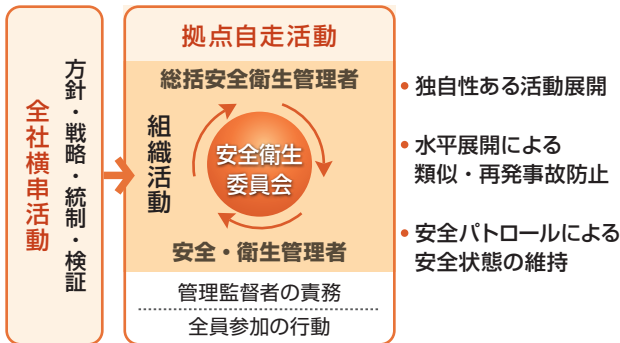 全社横串活動
方針・戦略・統制・検証
拠点自走活動
総括安全衛生管理者
組織活動
安全衛生
委員会
安全・衛生管理者
管理監督者の責務
全員参加の行動
• 独自性ある活動展開
• 水平展開による
類似・再発事故防止
• 安全パトロールによる
安全状態の維持